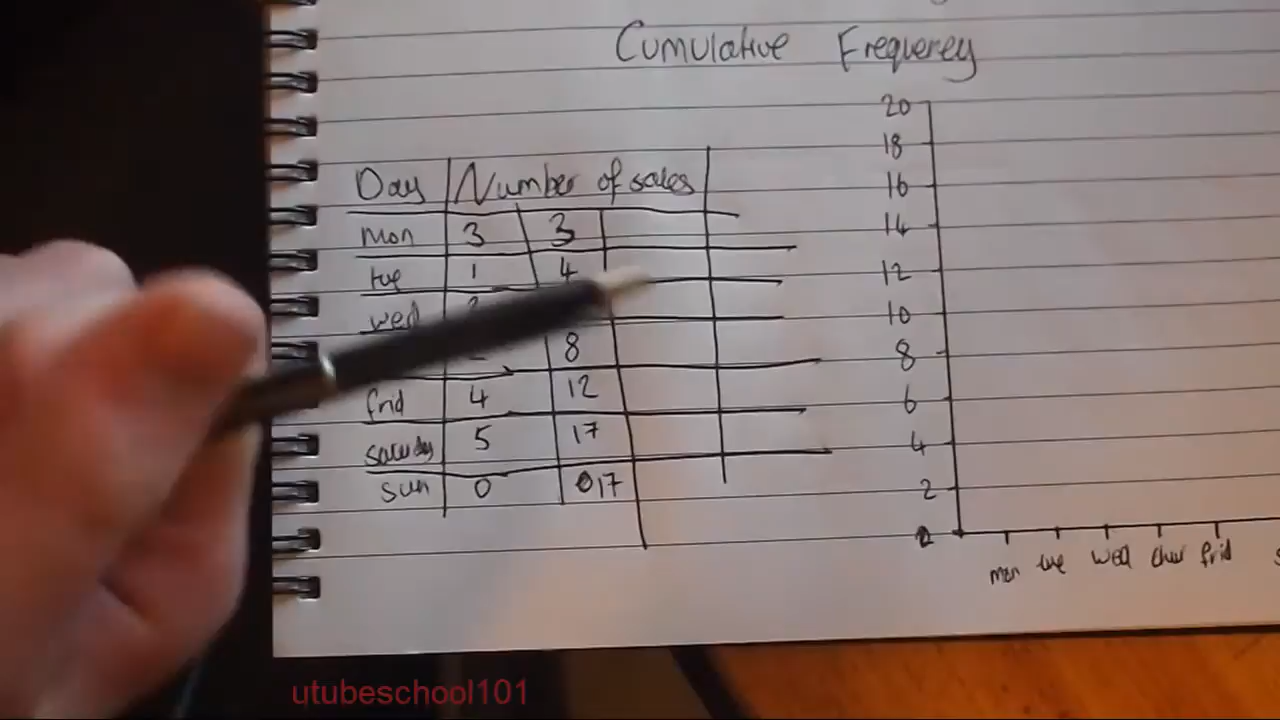 Cumulative Frequency
Day Number of sales
Mon 3 3
tue 1 4
wed
8
frid 4 12
5 17
sun 0 17
20
18
16
14
12
10
8
6
4
2
mon tue wed thur frid
utubeschool101